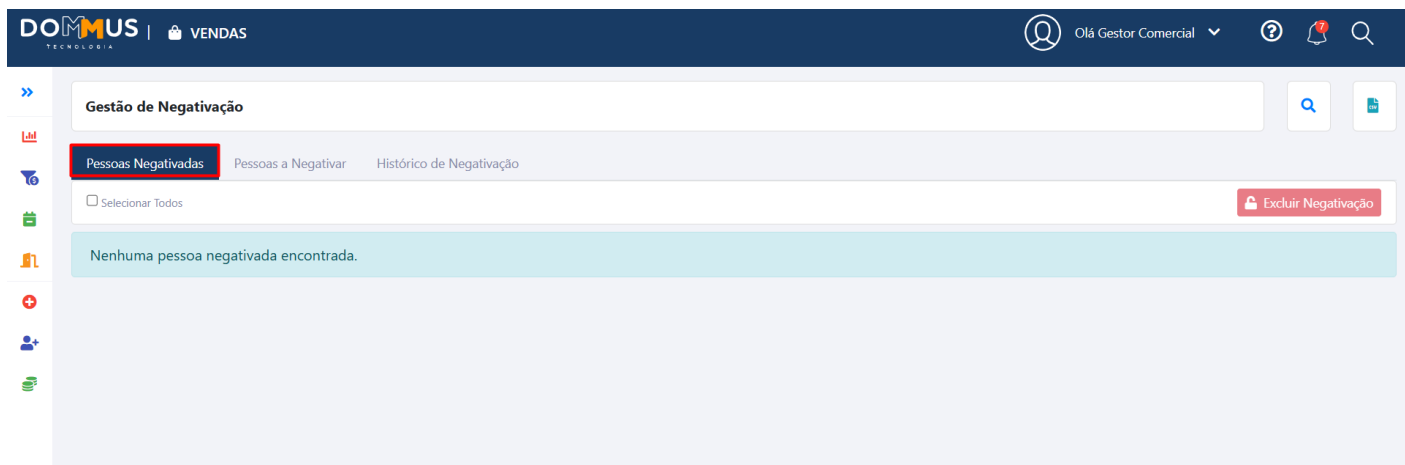 DOMMUS | VENDAS
TECNOLOGIA
Olá Gestor Comercial
7
Gestão de Negativação
CSV
Pessoas Negativadas Pessoas a Negativar Histórico de Negativação
Selecionar Todos
Excluir Negativação
Nenhuma pessoa negativada encontrada.